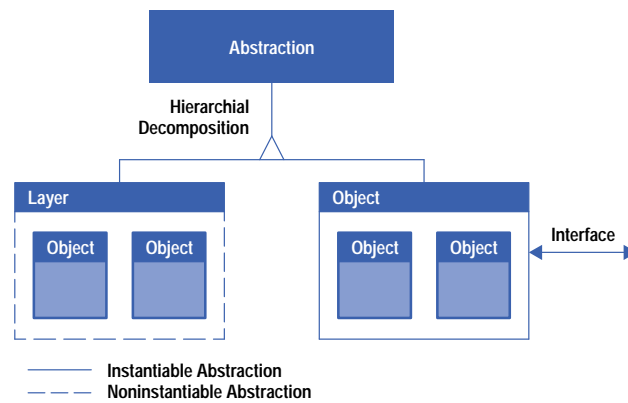 Abstraction
Hierarchial
Decomposition
Layer
Object
Object
Object
Object
Object
Interface
Instantiable Abstraction
Noninstantiable Abstraction